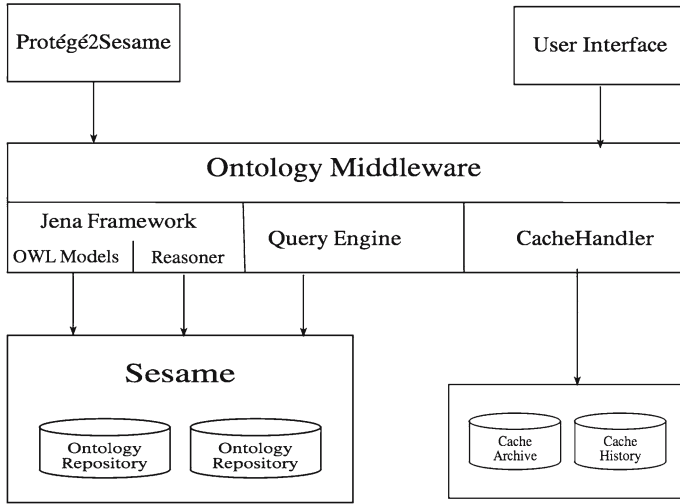 Protégé2Sesame
User Interface
Ontology Middleware
Jena Framework
OWL Models
Reasoner
Query Engine
CacheHandler
Sesame
Ontology
Repository
Ontology
Repository
Cache
Archive
Cache
History